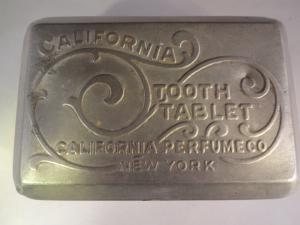 CALIFORNIA
TOOTH
TABLET
CALIFORNIA PERFUME CO
NEW YORK